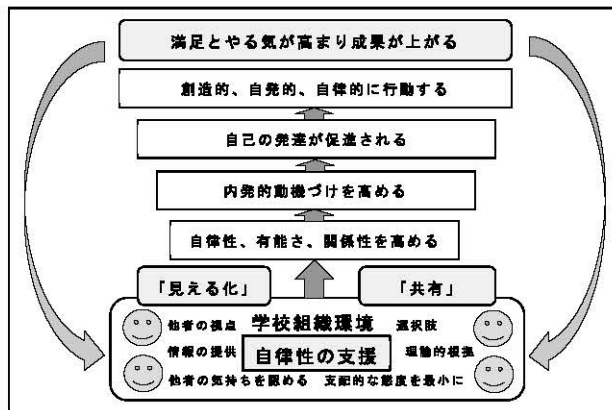 満足とやる気が高まり成果が上がる
創造的、自発的、自律的に行動する
自己の発達が促進される
内発的動機づけを高める
自律性、有能さ、関係性を高める
「見える化」 「共有」
他者の視点 学校組織環境 選択肢
情報の提供 自律性の支援 理論的根拠
他者の気持ちを認める 支配的な態度を最小に